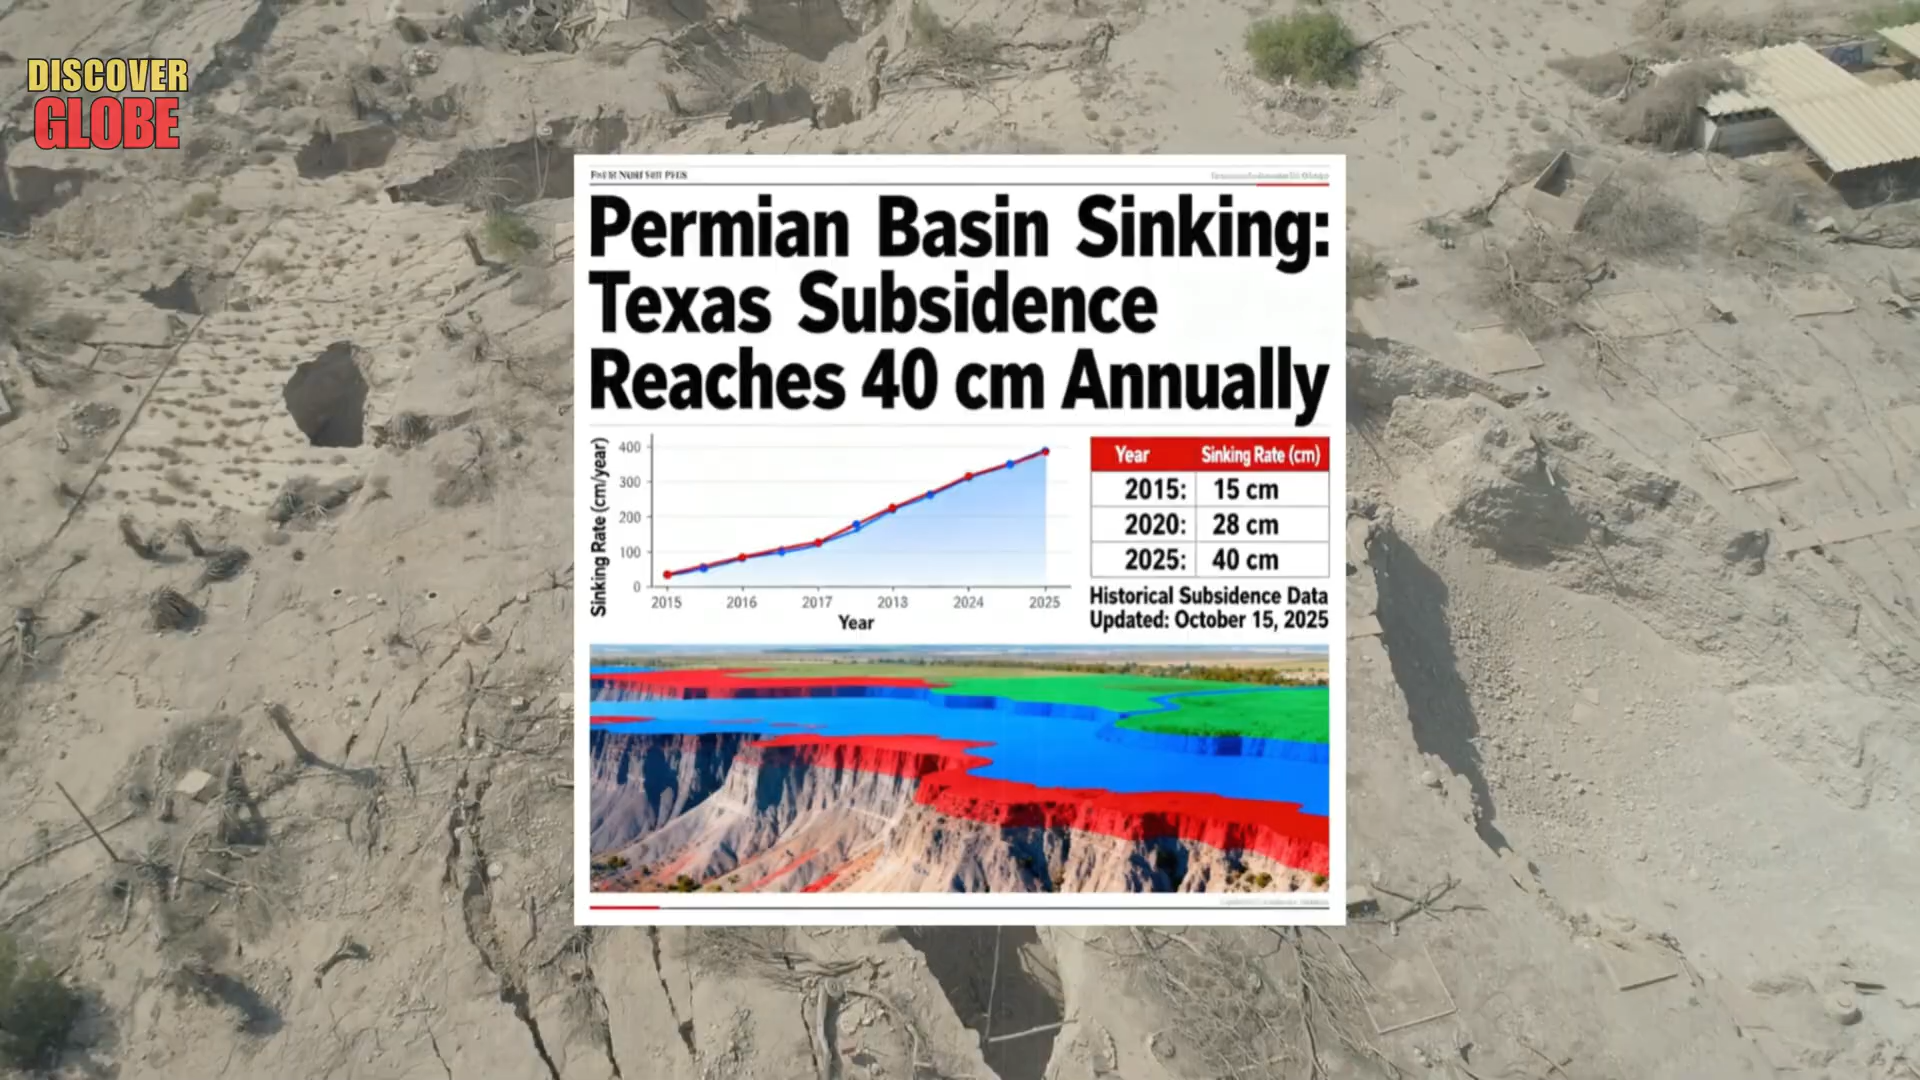 DISCOVER
GLOBE
Permian Basin Sinking:
Texas Subsidence
Reaches 40 cm Annually
Sinking Rate (cm/year)
400
300
200
100
0
2015 2016 2017 2013 2024 2025
Year
Year Sinking Rate (cm)
2015: 15 cm
2020: 28 cm
2025: 40 cm
Historical Subsidence Data
Updated: October 15, 2025